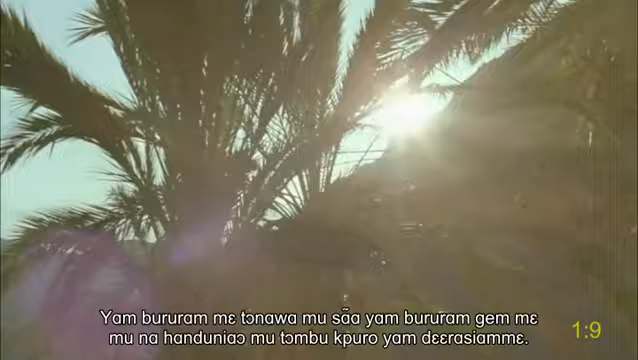 Yam bururam mɛ tɔnawa mu sãa yam bururam gem mɛ
mu na handuniaɔ mu tɔmbu kpuro yam dɛɛrasiammɛ.
1:9